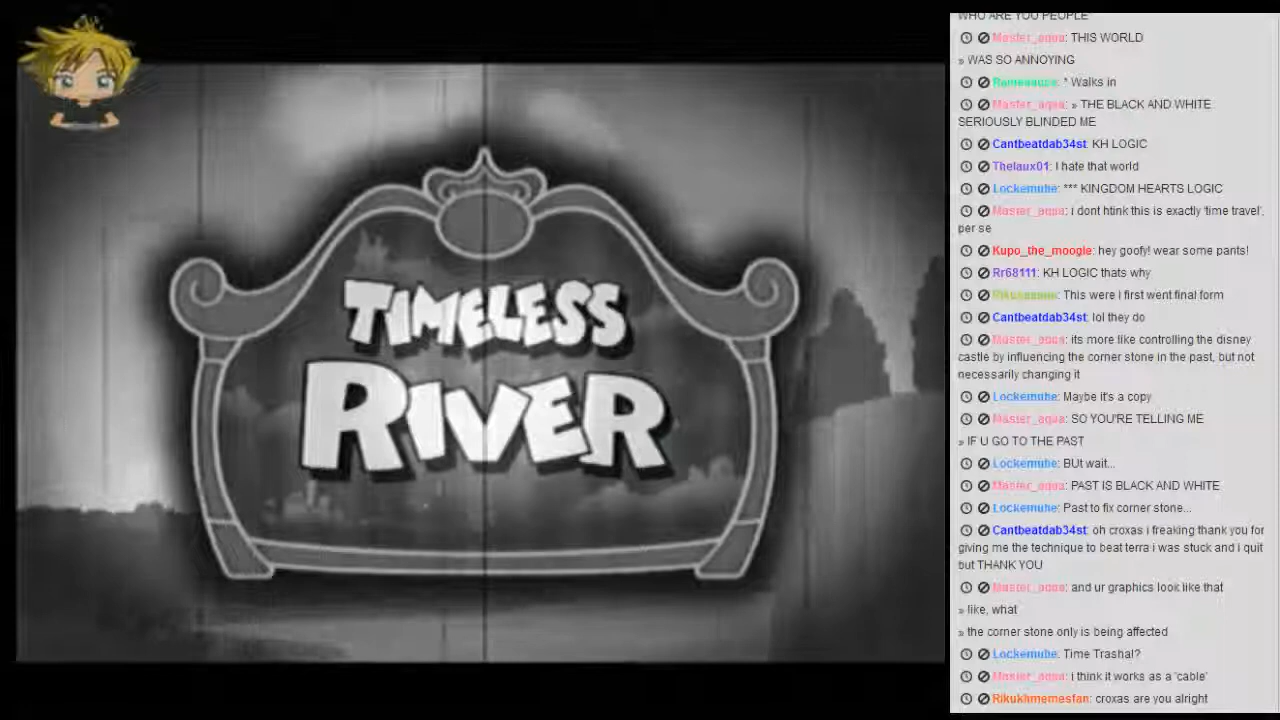 TIMELESS
RIVER
WHO ARE YOU PEOPLE
Master_aqua: THIS WORLD
» WAS SO ANNOYING
* Walks in
Master_aqua: » THE BLACK AND WHITE
SERIOUSLY BLINDED ME
Cantbeatdab34st: KH LOGIC
Thelaux01: I hate that world
Lockemuhe: *** KINGDOM HEARTS LOGIC
Master_aqua: i dont htink this is exactly 'time travel',
per se
Kupo_the_moogle: hey goofy! wear some pants!
Rr68111: KH LOGIC thats why
This were I first went final form
Cantbeatdab34st: lol they do
Master_aqua: its more like controlling the disney
castle by influencing the corner stone in the past, but not
necessarily changing it
Lockemuhe: Maybe it's a copy
Master_aqua: SO YOU'RE TELLING ME
» IF U GO TO THE PAST
Lockemuhe: BUt wait...
Master_aqua: PAST IS BLACK AND WHITE
Lockemuhe: Past to fix corner stone...
Cantbeatdab34st: oh croxas i freaking thank you for
giving me the technique to beat terra i was stuck and i quit
but THANK YOU
Master_aqua: and ur graphics look like that
» like, what
» the corner stone only is being affected
Lockemuhe: Time Trashal?
Master_aqua: i think it works as a 'cable'
Rikukhmemesfan: croxas are you alright